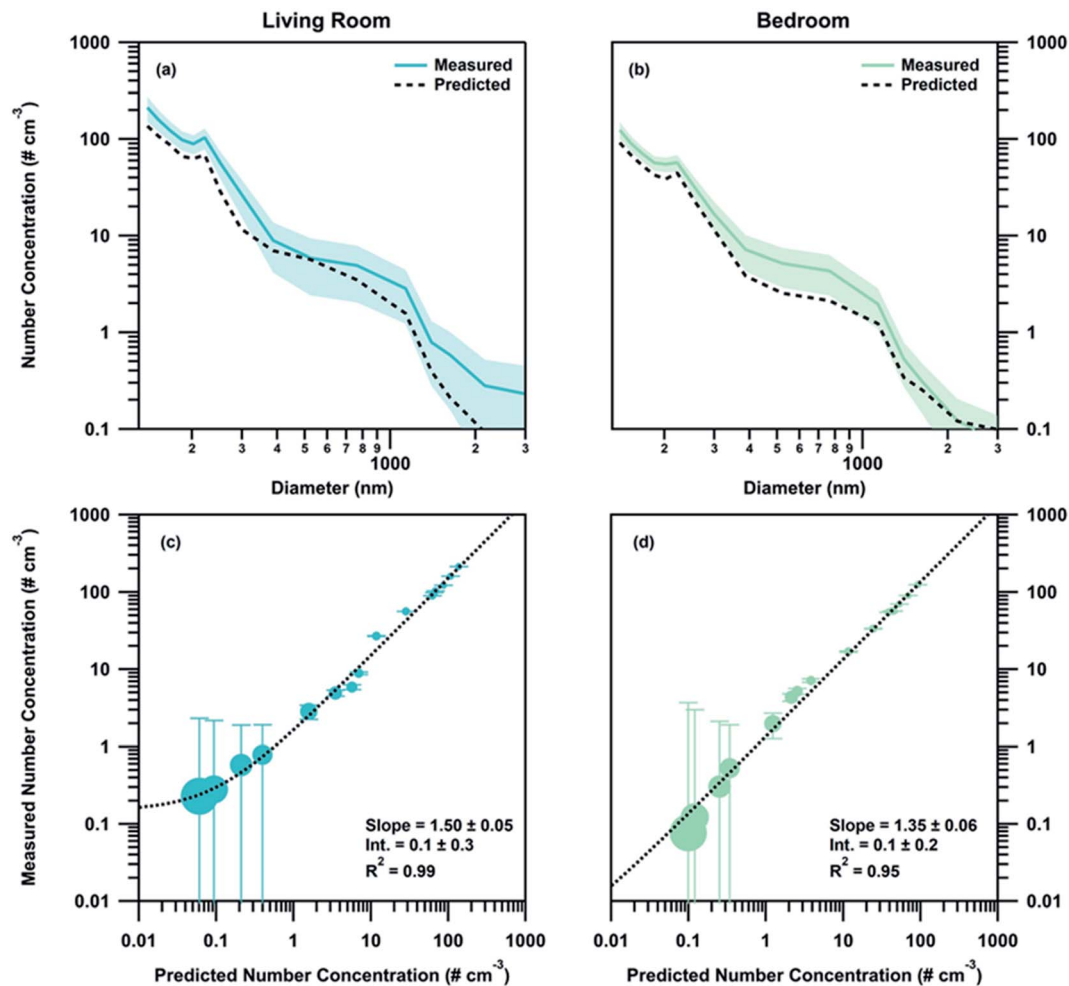 Living Room
Bedroom
1000
100
10
1
0.1
Number Concentration (# cm⁻³)
(a)
Measured
Predicted
2
3
4
5
6
7
8
9
1000
2
3
Diameter (nm)
(b)
Measured
Predicted
1000
100
10
1
0.1
2
3
4
5
6
7
8
9
1000
2
3
Diameter (nm)
1000
100
10
1
0.1
0.01
Measured Number Concentration (# cm⁻³)
(c)
Slope = 1.50 ± 0.05
Int. = 0.1 ± 0.3
R² = 0.99
0.01
0.1
1
10
100
1000
Predicted Number Concentration (# cm⁻³)
(d)
Slope = 1.35 ± 0.06
Int. = 0.1 ± 0.2
R² = 0.95
1000
100
10
1
0.1
0.01
0.01
0.1
1
10
100
1000
Predicted Number Concentration (# cm⁻³)